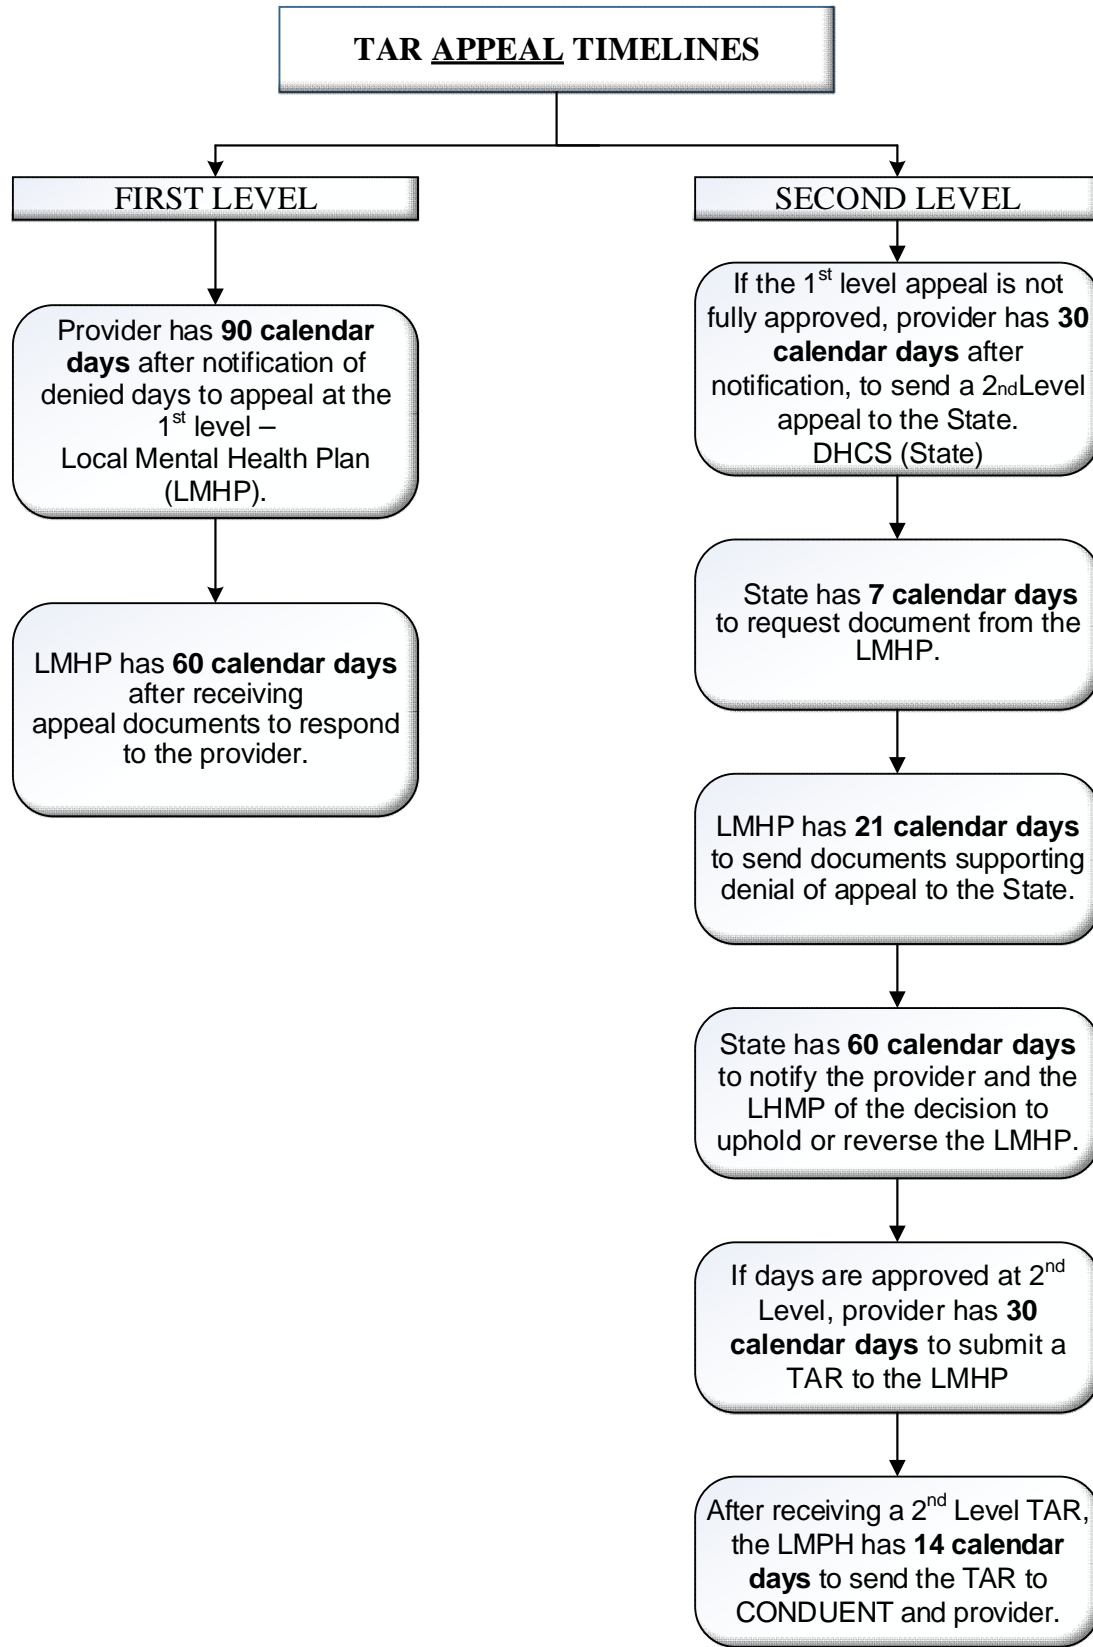 TAR APPEAL TIMELINES
FIRST LEVEL
Provider has 90 calendar
days after notification of
denied days to appeal at the
1st level –
Local Mental Health Plan
(LMHP).
LMHP has 60 calendar days
after receiving
appeal documents to respond
to the provider.
SECOND LEVEL
If the 1st level appeal is not
fully approved, provider has 30
calendar days after
notification, to send a 2ndLevel
appeal to the State.
DHCS (State)
State has 7 calendar days
to request document from the
LMHP.
LMHP has 21 calendar days
to send documents supporting
denial of appeal to the State.
State has 60 calendar days
to notify the provider and the
LHMP of the decision to
uphold or reverse the LMHP.
If days are approved at 2nd
Level, provider has 30
calendar days to submit a
TAR to the LMHP
After receiving a 2nd Level TAR,
the LMPH has 14 calendar
days to send the TAR to
CONDUENT and provider.